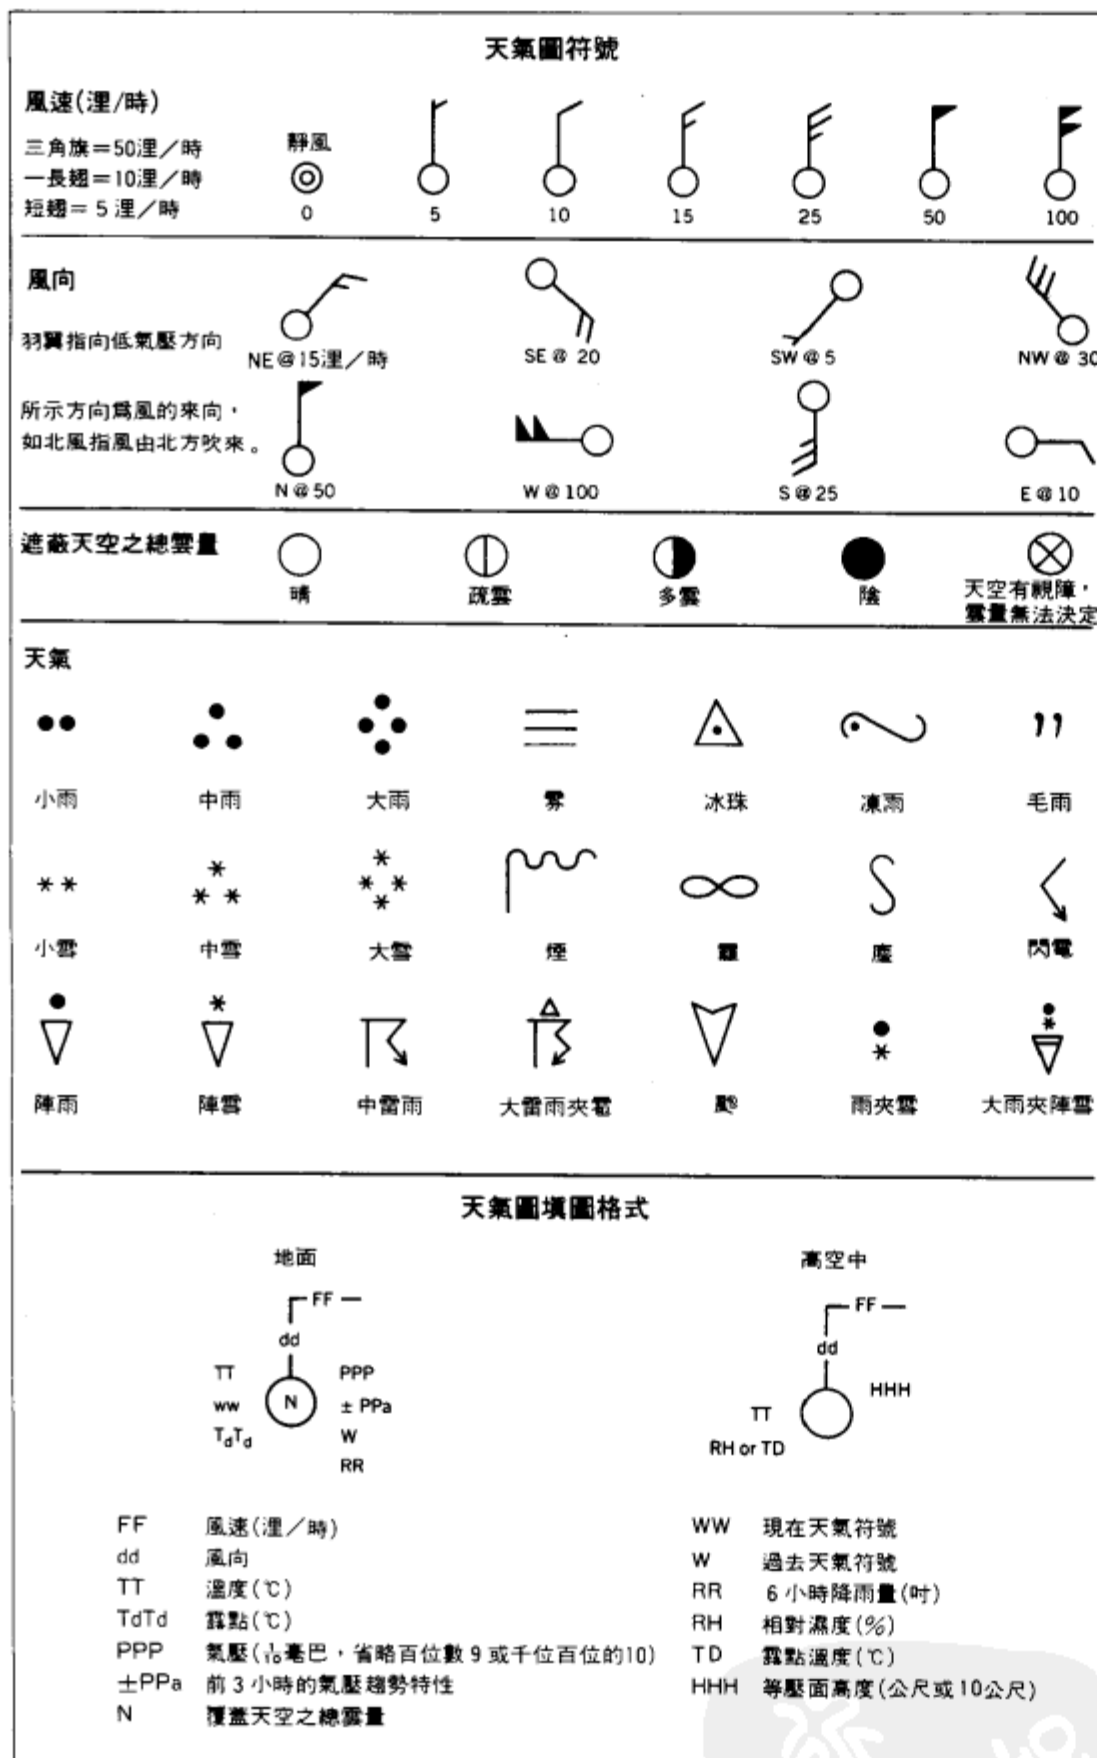 天氣圖符號
風速(浬/時)
三角旗=50浬/時
一長翅=10浬/時
短翅=5浬/時
靜風
0 5 10 15 25 50 100
風向
羽翼指向低氣壓方向
NE@15浬/時 SE@20 SW@5 NW@30
所示方向爲風的來向，
如北風指風由北方吹來。
N@50 W@100 S@25 E@10
遮蔽天空之總雲量
晴 疏雲 多雲 陰 天空有視障，
雲量無法決定
天氣
小雨 中雨 大雨 雾 冰珠 凍雨 毛雨
小雪 中雪 大雪 煙 霾 塵 閃電
陣雨 陣雪 中雷雨 大雷雨夾雹 颮 雨夾雪 大雨夾陣雪
天氣圖填圖格式
地面 高空中
FF FF
dd dd
TT PPP HHH
ww N ± PPa TT
TdTd W RH or TD
RR
FF 風速(浬/時)
dd 風向
TT 溫度(℃)
TdTd 露點(℃)
PPP 氣壓(1/10毫巴，省略百位數9或千位百位的10)
±PPa 前3小時的氣壓趨勢特性
N 覆蓋天空之總雲量
WW 現在天氣符號
W 過去天氣符號
RR 6小時降雨量(吋)
RH 相對濕度(%)
TD 露點溫度(℃)
HHH 等壓面高度(公尺或10公尺)